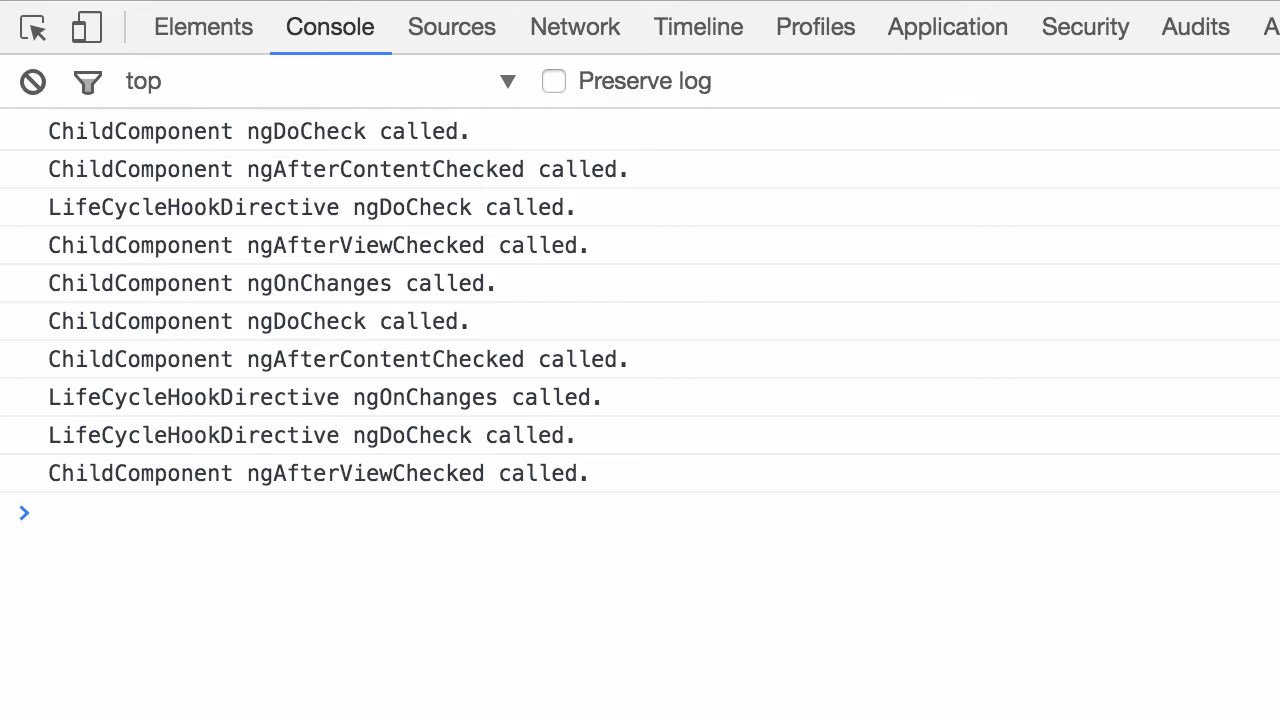 Elements Console Sources Network Timeline Profiles Application Security Audits A
top ▼ Preserve log
ChildComponent ngDoCheck called.
ChildComponent ngAfterContentChecked called.
LifeCycleHookDirective ngDoCheck called.
ChildComponent ngAfterViewChecked called.
ChildComponent ngOnChanges called.
ChildComponent ngDoCheck called.
ChildComponent ngAfterContentChecked called.
LifeCycleHookDirective ngOnChanges called.
LifeCycleHookDirective ngDoCheck called.
ChildComponent ngAfterViewChecked called.